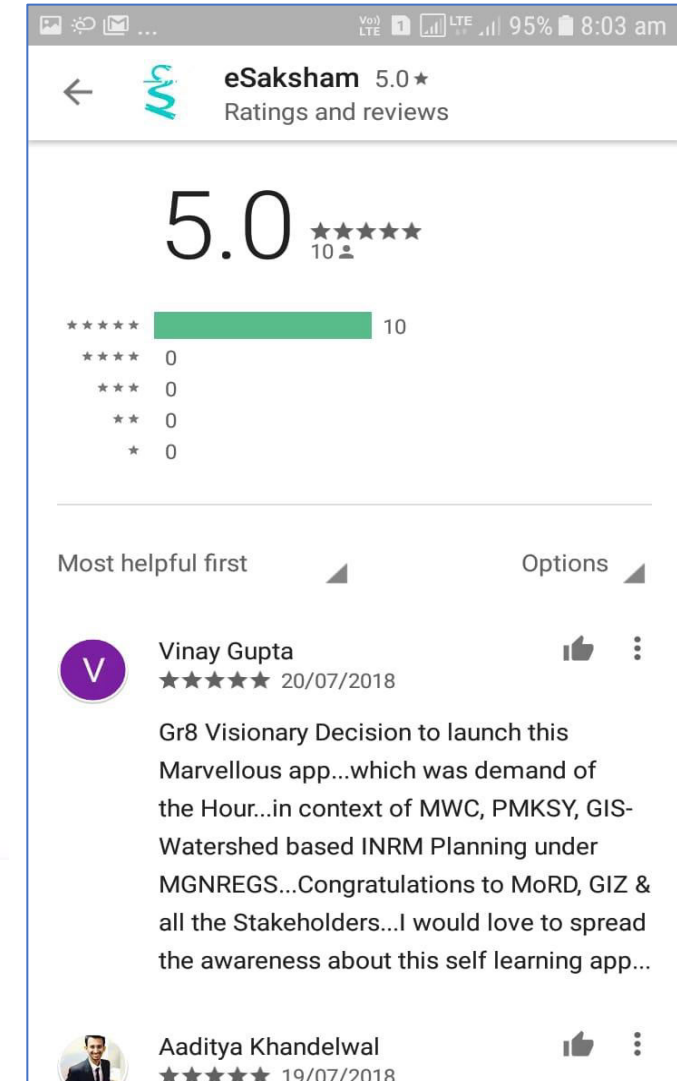 ... VoI) LTE 1 LTE 95% 8:03 am
eSaksham 5.0★
Ratings and reviews
5.0 ★★★★★
10
★★★★★ 10
★★★★ 0
★★★ 0
★★ 0
★ 0
Most helpful first Options
V Vinay Gupta
★★★★★ 20/07/2018
Gr8 Visionary Decision to launch this
Marvellous app...which was demand of
the Hour...in context of MWC, PMKSY, GIS-
Watershed based INRM Planning under
MGNREGS...Congratulations to MoRD, GIZ &
all the Stakeholders...I would love to spread
the awareness about this self learning app...
Aaditya Khandelwal
★★★★★ 19/07/2018